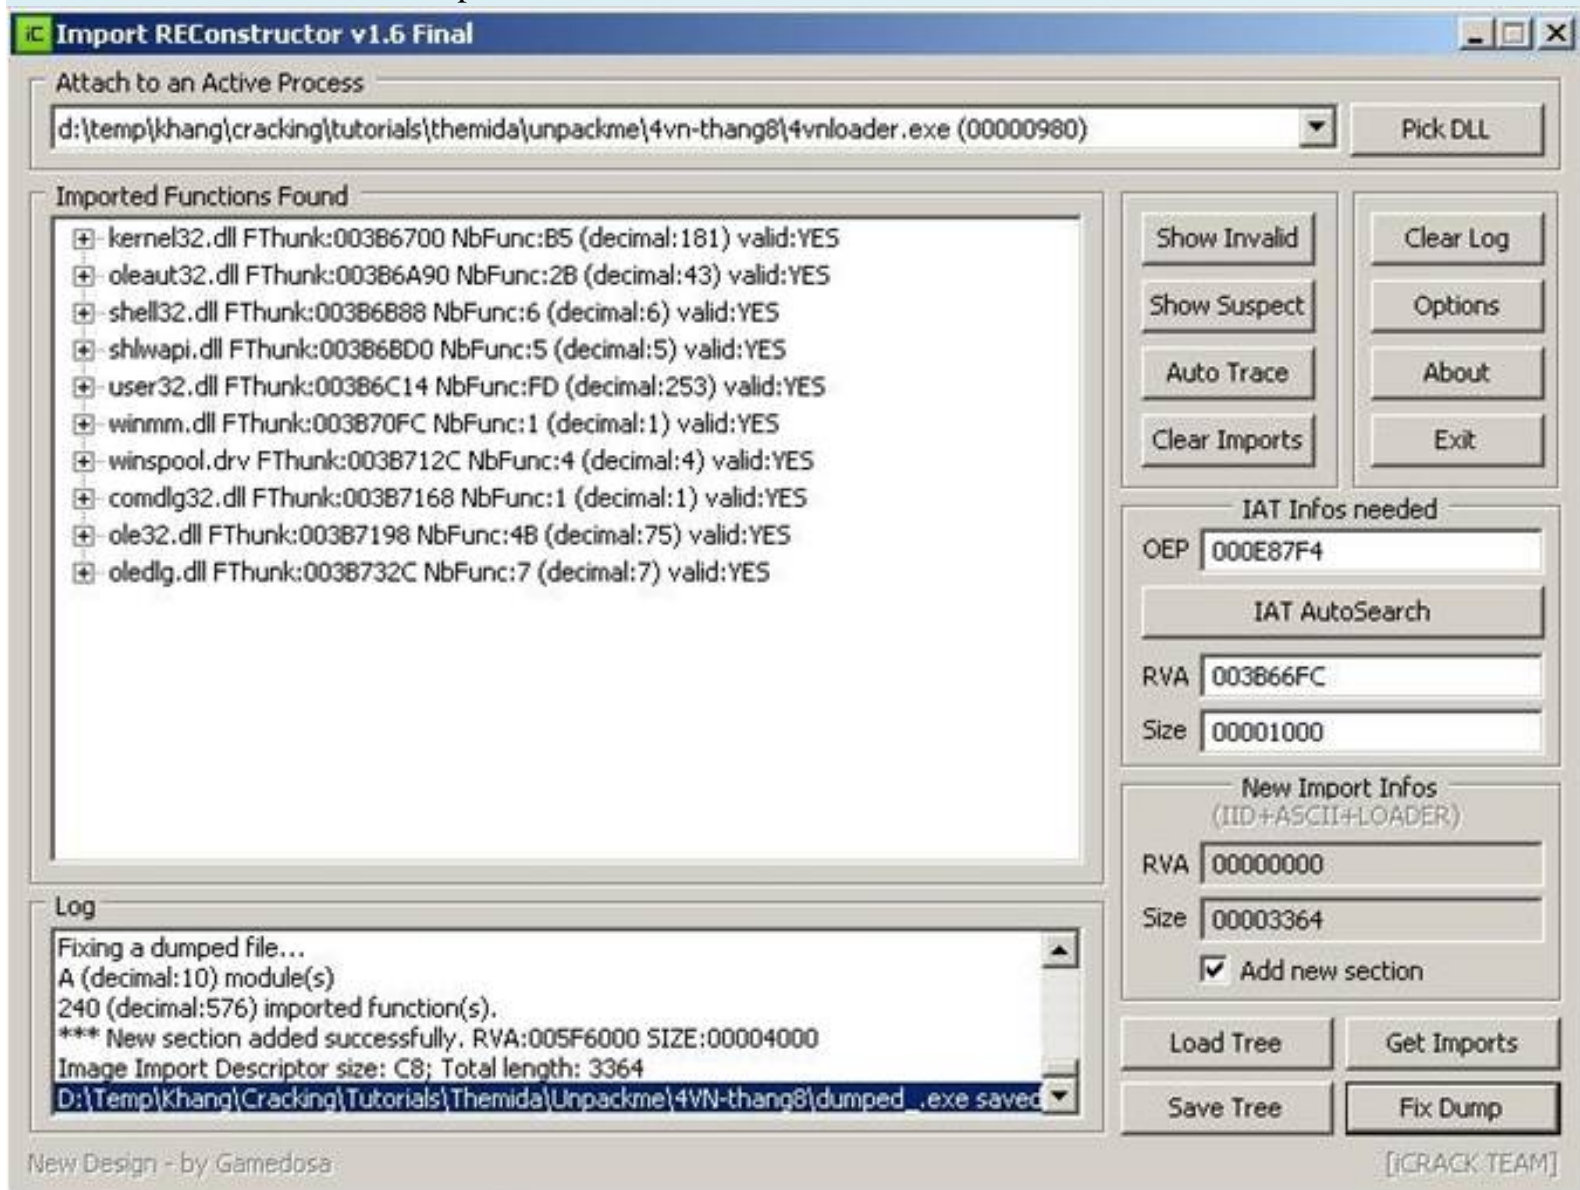 iC Import REConstructor v1.6 Final
Attach to an Active Process
d:\temp\khang\cracking\tutorials\themida\unpackme\4vn-thang8\4vnloader.exe (00000980)
Pick DLL
Imported Functions Found
kernel32.dll FThunk:003B6700 NbFunc:B5 (decimal:181) valid:YES
oleaut32.dll FThunk:003B6A90 NbFunc:2B (decimal:43) valid:YES
shell32.dll FThunk:003B6B88 NbFunc:6 (decimal:6) valid:YES
shlwapi.dll FThunk:003B6BD0 NbFunc:5 (decimal:5) valid:YES
user32.dll FThunk:003B6C14 NbFunc:FD (decimal:253) valid:YES
winmm.dll FThunk:003B70FC NbFunc:1 (decimal:1) valid:YES
winspool.drv FThunk:003B712C NbFunc:4 (decimal:4) valid:YES
comdlg32.dll FThunk:003B7168 NbFunc:1 (decimal:1) valid:YES
ole32.dll FThunk:003B7198 NbFunc:4B (decimal:75) valid:YES
oledlg.dll FThunk:003B732C NbFunc:7 (decimal:7) valid:YES
Show Invalid
Clear Log
Show Suspect
Options
Auto Trace
About
Clear Imports
Exit
IAT Infos needed
OEP 000E87F4
IAT AutoSearch
RVA 003B66FC
Size 00001000
New Import Infos
(IID+ASCII+LOADER)
RVA 00000000
Size 00003364
Add new section
Log
Fixing a dumped file...
A (decimal:10) module(s)
240 (decimal:576) imported function(s).
*** New section added successfully. RVA:005F6000 SIZE:00004000
Image Import Descriptor size: C8; Total length: 3364
D:\Temp\Khang\Cracking\Tutorials\Themida\Unpackme\4VN-thang8\dumped_.exe saved
Load Tree
Get Imports
Save Tree
Fix Dump
New Design - by Gamedosa
[iCRACK TEAM]